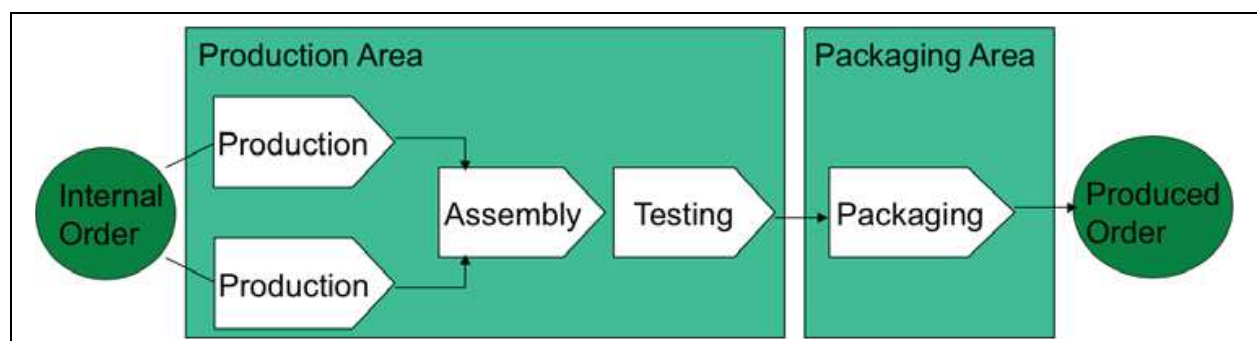 Production Area
Packaging Area
Production
Internal
Order
Assembly
Testing
Packaging
Produced
Order
Production